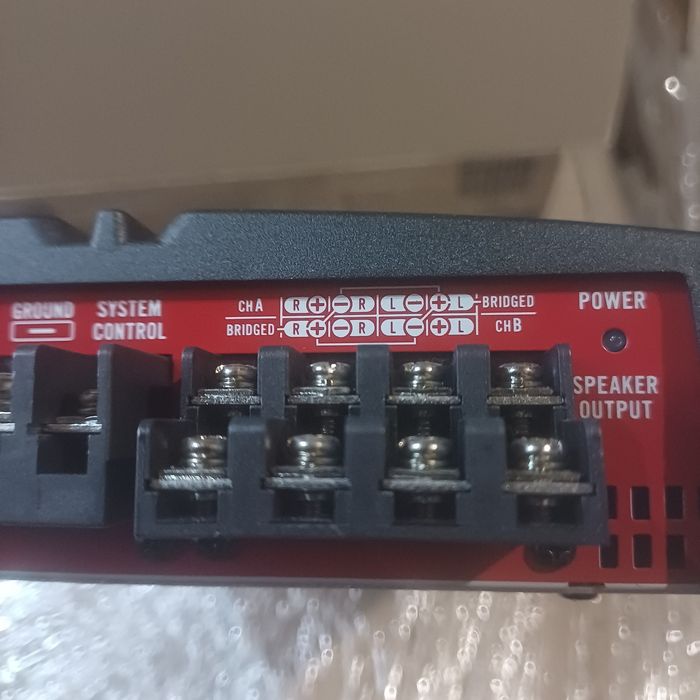 GROUND
−
SYSTEM
CONTROL
CH A R + − R L − + L BRIDGED
BRIDGED R + − R L − + L CH B
POWER
SPEAKER
OUTPUT